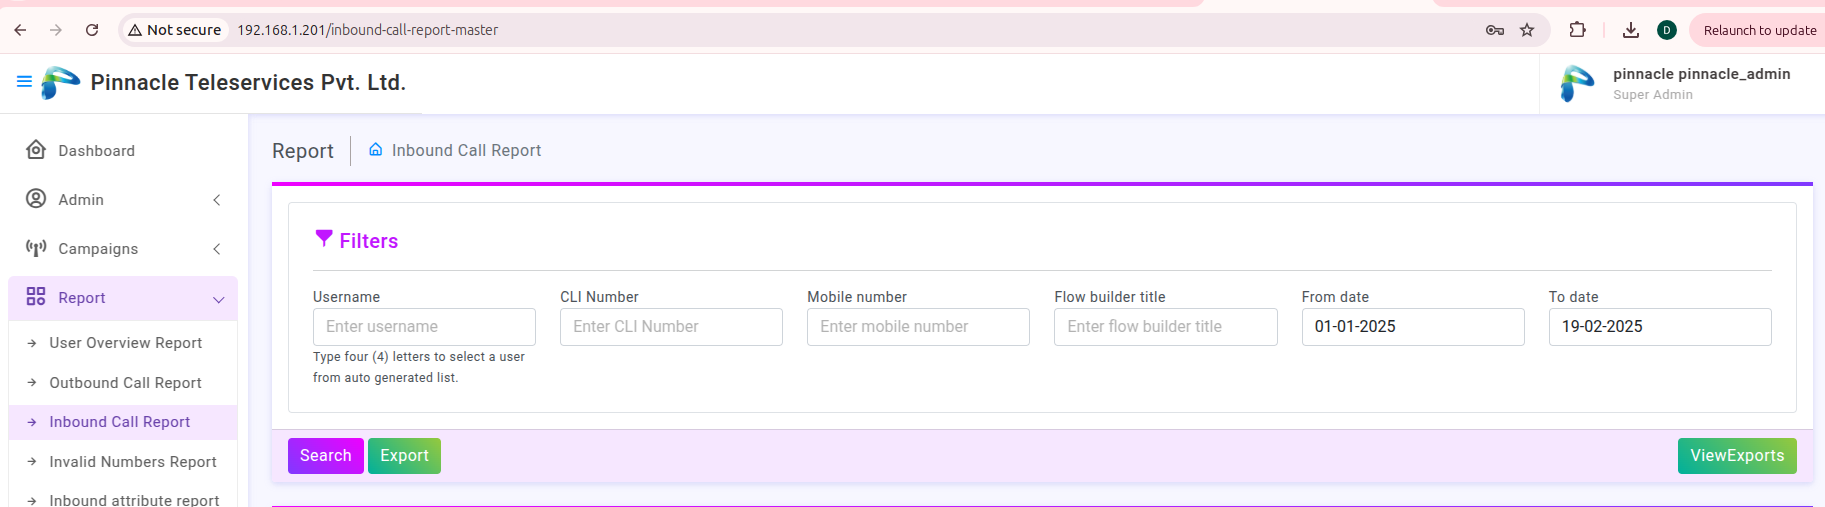 Not secure 192.168.1.201/inbound-call-report-master D Relaunch to update
Pinnacle Teleservices Pvt. Ltd.
pinnacle pinnacle_admin
Super Admin
Dashboard
Admin
Campaigns
Report
User Overview Report
Outbound Call Report
Inbound Call Report
Invalid Numbers Report
Inbound attribute report
Report Inbound Call Report
Filters
Username CLI Number Mobile number Flow builder title From date To date
Enter username Enter CLI Number Enter mobile number Enter flow builder title 01-01-2025 19-02-2025
Type four (4) letters to select a user
from auto generated list.
Search Export ViewExports